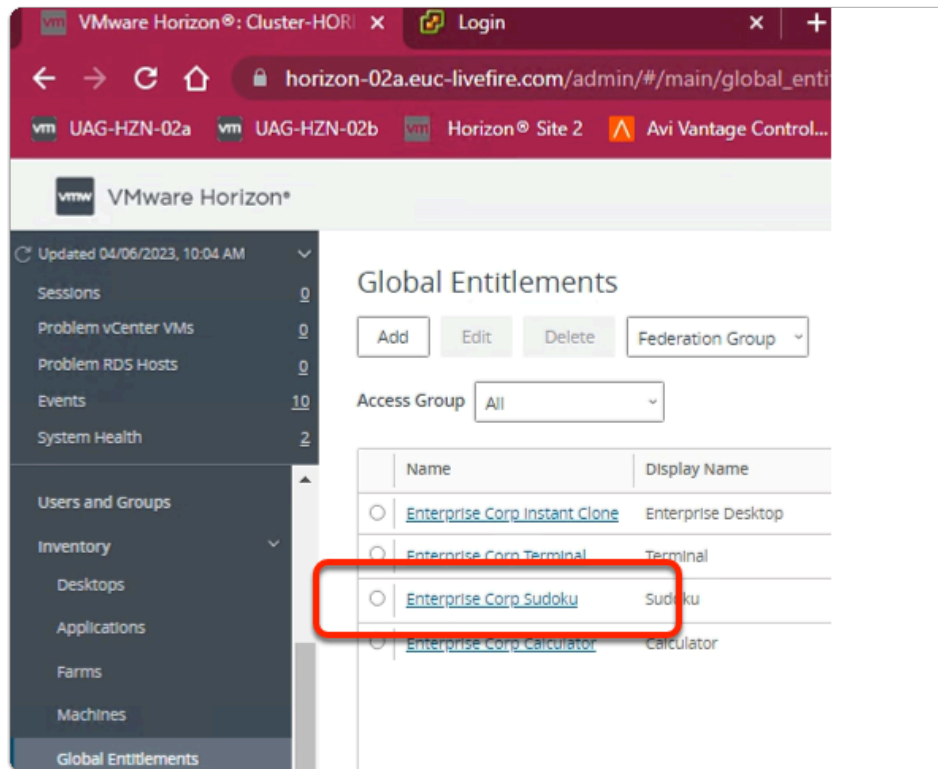 VMware Horizon®: Cluster-HORI
Login
horizon-02a.euc-livefire.com/admin/#/main/global_enti
UAG-HZN-02a UAG-HZN-02b Horizon® Site 2 Avi Vantage Control...
vmw VMware Horizon®
Updated 04/06/2023, 10:04 AM
Sessions 0
Problem vCenter VMs 0
Problem RDS Hosts 0
Events 10
System Health 2
Users and Groups
Inventory
Desktops
Applications
Farms
Machines
Global Entitlements
Global Entitlements
Add Edit Delete Federation Group
Access Group All
Name Display Name
Enterprise Corp Instant Clone Enterprise Desktop
Enterprise Corp Terminal Terminal
Enterprise Corp Sudoku Sudoku
Enterprise Corp Calculator Calculator